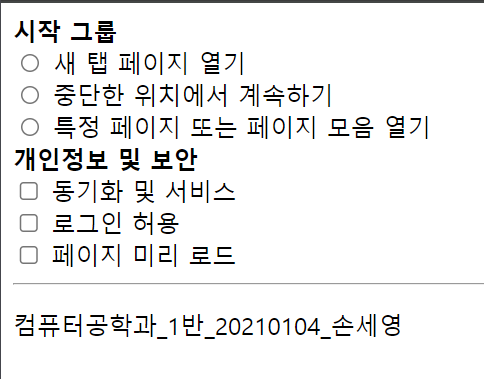 시작 그룹
새 탭 페이지 열기
중단한 위치에서 계속하기
특정 페이지 또는 페이지 모음 열기
개인정보 및 보안
동기화 및 서비스
로그인 허용
페이지 미리 로드
컴퓨터공학과_1반_20210104_손세영